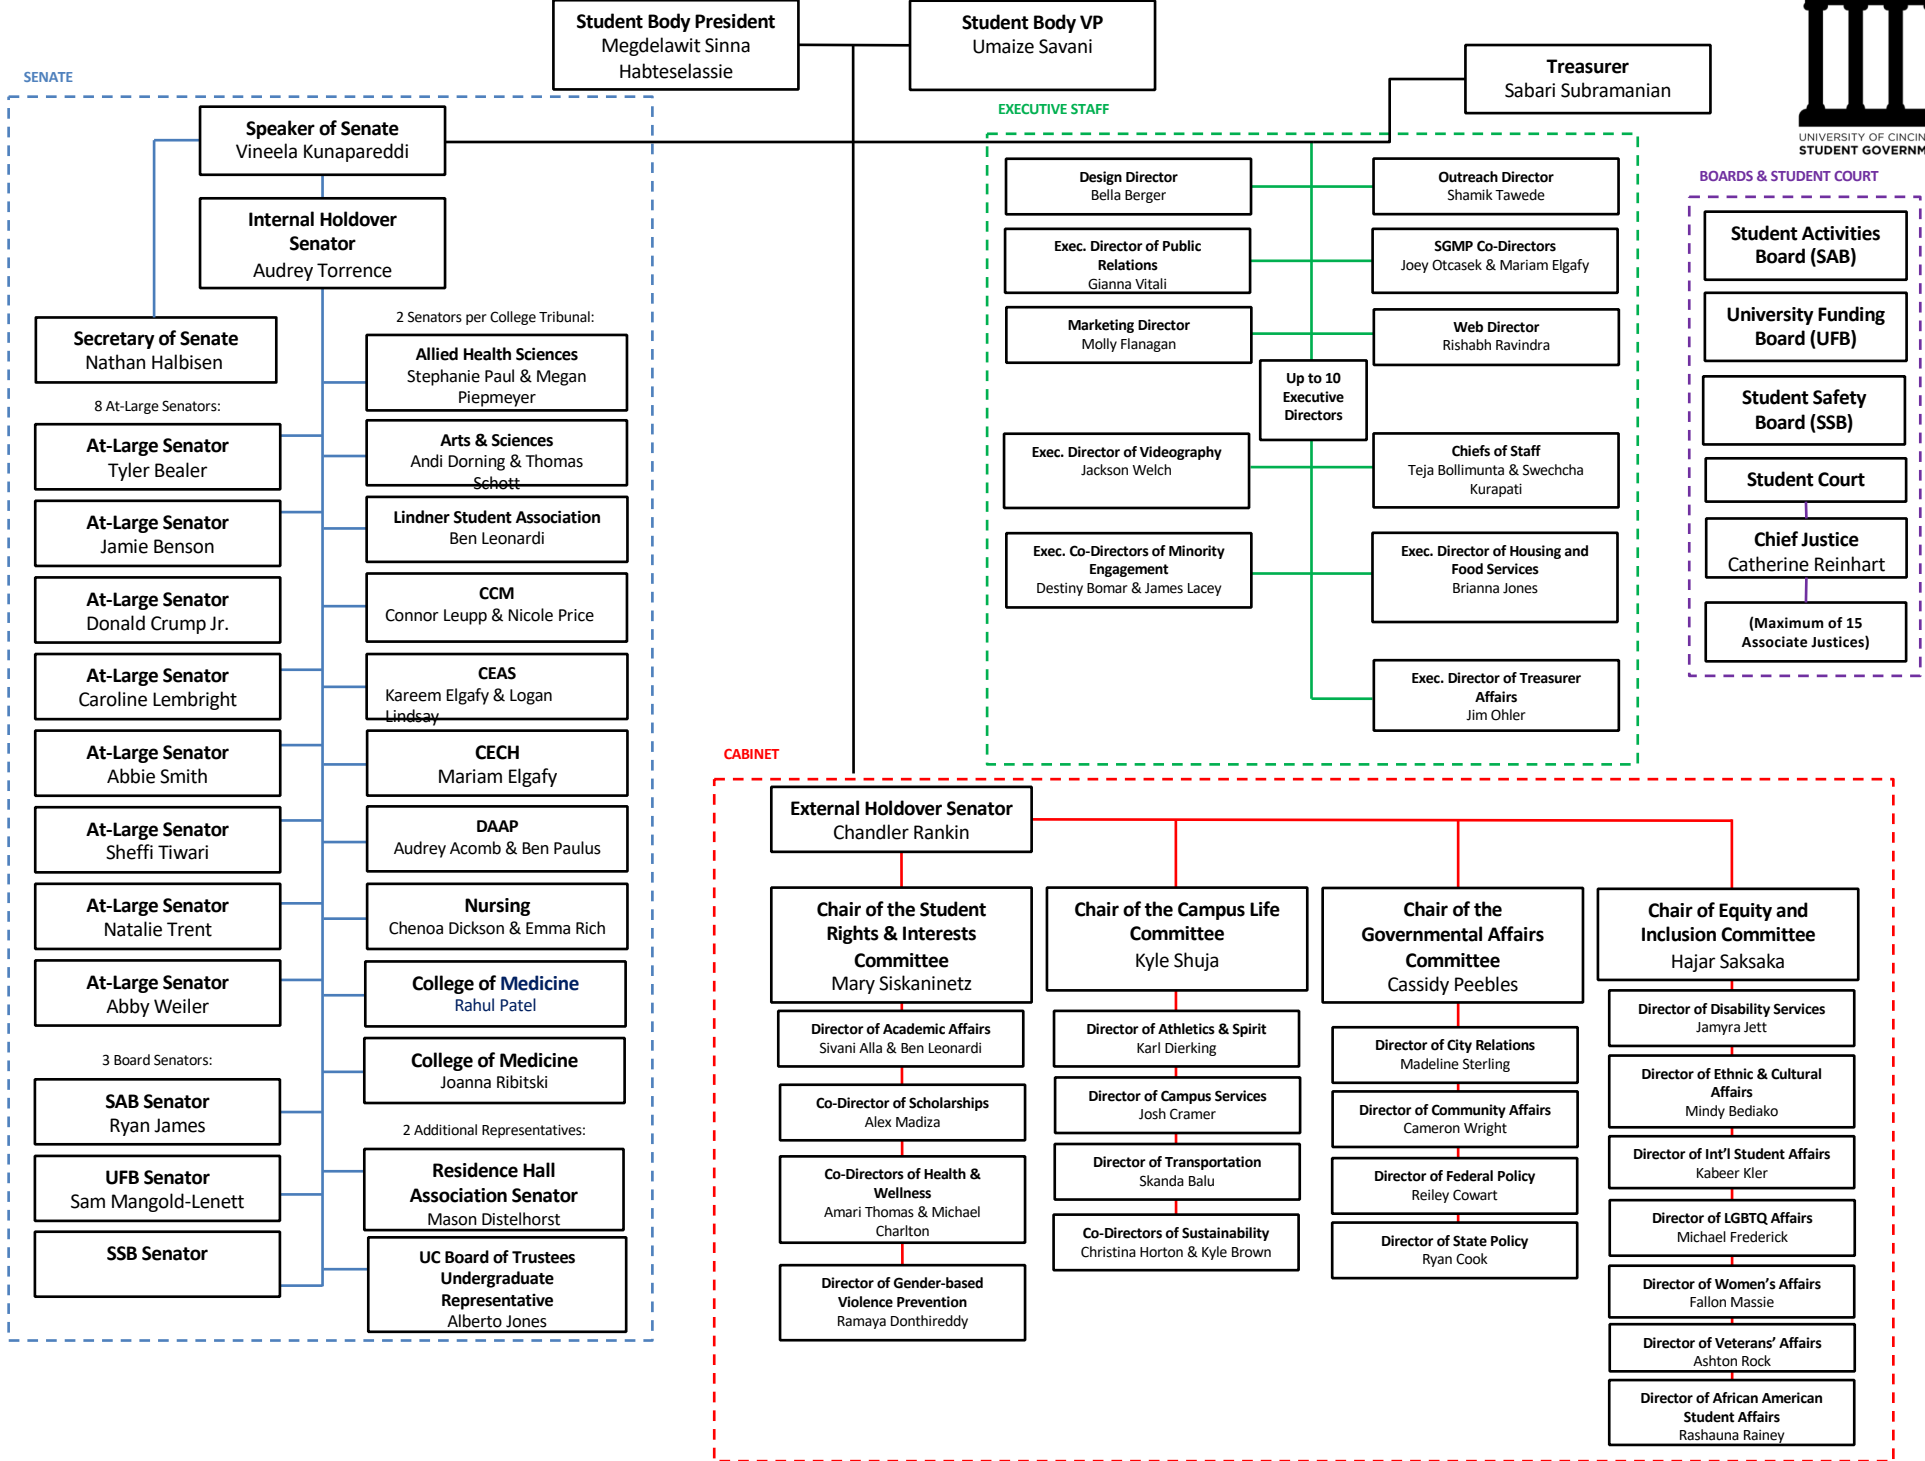 Student Body President
Megdelawit Sinna
Habteselassie
Student Body VP
Umaize Savani
Treasurer
Sabari Subramanian
UNIVERSITY OF
STUDENT
SENATE
Speaker of Senate
Vineela Kunapareddi
Internal Holdover
Senator
Audrey Torrence
Secretary of Senate
Nathan Halbisen
8 At-Large Senators:
At-Large Senator
Tyler Bealer
At-Large Senator
Jamie Benson
At-Large Senator
Donald Crump Jr.
At-Large Senator
Caroline Lembright
At-Large Senator
Abbie Smith
At-Large Senator
Sheffi Tiwari
At-Large Senator
Natalie Trent
At-Large Senator
Abby Weiler
3 Board Senators:
SAB Senator
Ryan James
UFB Senator
Sam Mangold-Lenett
SSB Senator
2 Senators per College Tribunal:
Allied Health Sciences
Stephanie Paul & Megan
Piepmeyer
Arts & Sciences
Andi Dorning & Thomas
Schott
Lindner Student Association
Ben Leonardi
CCM
Connor Leupp & Nicole Price
CEAS
Kareem Elgafy & Logan
Lindsay
CECH
Mariam Elgafy
DAAP
Audrey Acomb & Ben Paulus
Nursing
Chenoa Dickson & Emma Rich
College of Medicine
Rahul Patel
College of Medicine
Joanna Ribitski
2 Additional Representatives:
Residence Hall
Association Senator
Mason Distelhorst
UC Board of Trustees
Undergraduate
Representative
Alberto Jones
EXECUTIVE STAFF
Design Director
Bella Berger
Outreach Director
Shamik Tawede
Exec. Director of Public
Relations
Gianna Vitali
SGMP Co-Directors
Joey Otcasek & Mariam Elgafy
Marketing Director
Molly Flanagan
Web Director
Rishabh Ravindra
Up to 10
Executive
Directors
Exec. Director of Videography
Jackson Welch
Chiefs of Staff
Teja Bollimunta & Swechcha
Kurapati
Exec. Co-Directors of Minority
Engagement
Destiny Bomar & James Lacey
Exec. Director of Housing and
Food Services
Brianna Jones
Exec. Director of Treasurer
Affairs
Jim Ohler
BOARDS & STUDENT COURT
Student Activities
Board (SAB)
University Funding
Board (UFB)
Student Safety
Board (SSB)
Student Court
Chief Justice
Catherine Reinhart
(Maximum of 15
Associate Justices)
CABINET
External Holdover Senator
Chandler Rankin
Chair of the Student
Rights & Interests
Committee
Mary Siskaninetz
Director of Academic Affairs
Sivani Alla & Ben Leonardi
Co-Director of Scholarships
Alex Madiza
Co-Directors of Health &
Wellness
Amari Thomas & Michael
Charlton
Director of Gender-based
Violence Prevention
Ramaya Donthireddy
Chair of the Campus Life
Committee
Kyle Shuja
Director of Athletics & Spirit
Karl Dierking
Director of Campus Services
Josh Cramer
Director of Transportation
Skanda Balu
Co-Directors of Sustainability
Christina Horton & Kyle Brown
Chair of the
Governmental Affairs
Committee
Cassidy Peebles
Director of City Relations
Madeline Sterling
Director of Community Affairs
Cameron Wright
Director of Federal Policy
Reiley Cowart
Director of State Policy
Ryan Cook
Chair of Equity and
Inclusion Committee
Hajar Saksaka
Director of Disability Services
Jamyra Jett
Director of Ethnic & Cultural
Affairs
Mindy Bediako
Director of Int’l Student Affairs
Kabeer Kler
Director of LGBTQ Affairs
Michael Frederick
Director of Women’s Affairs
Fallon Massie
Director of Veterans’ Affairs
Ashton Rock
Director of African American
Student Affairs
Rashauna Rainey